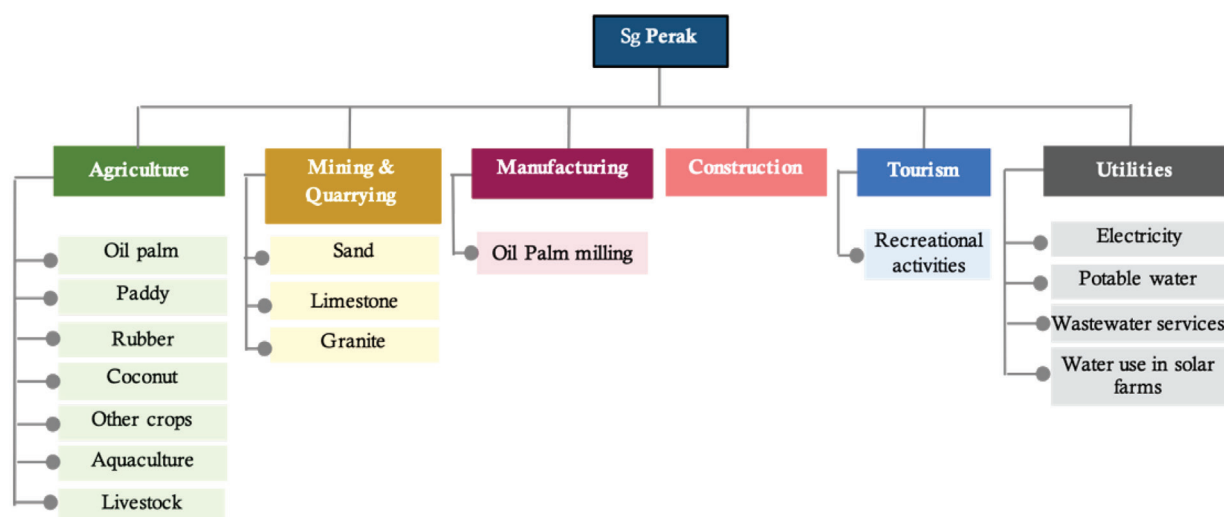 Sg Perak
Agriculture
Oil palm
Paddy
Rubber
Coconut
Other crops
Aquaculture
Livestock
Mining &
Quarrying
Sand
Limestone
Granite
Manufacturing
Oil Palm milling
Construction
Tourism
Recreational
activities
Utilities
Electricity
Potable water
Wastewater services
Water use in solar
farms